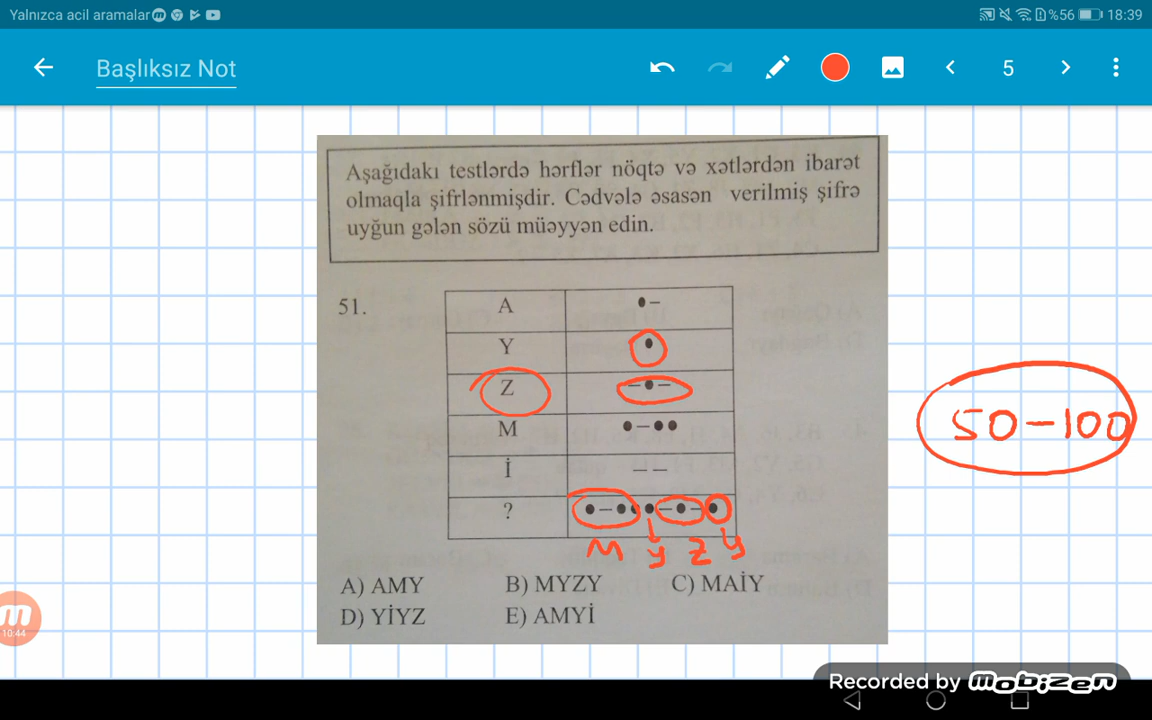 Yalnızca acil aramalar %56 18:39
Başlıksız Not 5
Aşağıdakı testlərdə hərflər nöqtə və xətlərdən ibarət
olmaqla şifrlənmişdir. Cədvələ əsasən verilmiş şifrə
uyğun gələn sözü müəyyən edin.
51.
A •–
Y •
Z –•–
M •–••
İ ––
? •–•••–•–•
M y Z y
50-100
A) AMY B) MYZY C) MAİY
D) YİYZ E) AMYİ
10:44
Recorded by mobizen